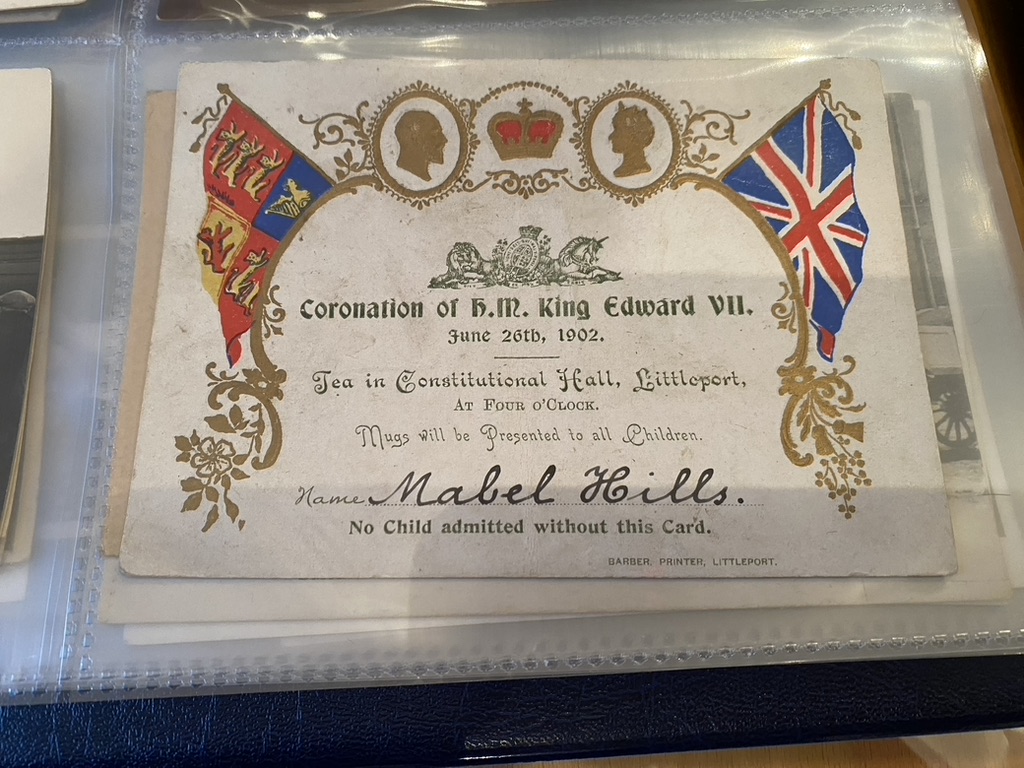 Coronation of H.M. King Edward VII.
June 26th, 1902.
Tea in Constitutional Hall, Littleport,
At Four o'Clock.
Mugs will be Presented to all Children.
Name Mabel Hills.
No Child admitted without this Card.
BARBER, PRINTER, LITTLEPORT.